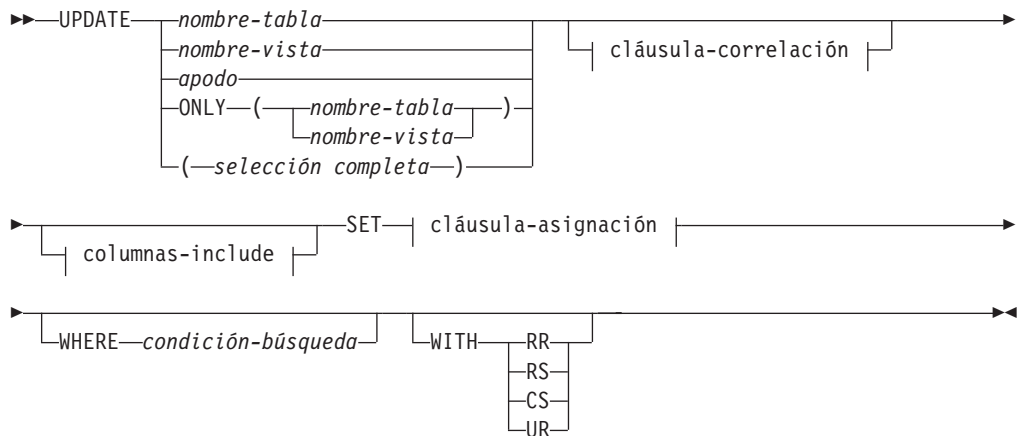 UPDATE nombre-tabla
nombre-vista cláusula-correlación
apodo
ONLY ( nombre-tabla )
nombre-vista
( selección completa )
SET cláusula-asignación
columnas-include
WHERE condición-búsqueda WITH RR
RS
CS
UR